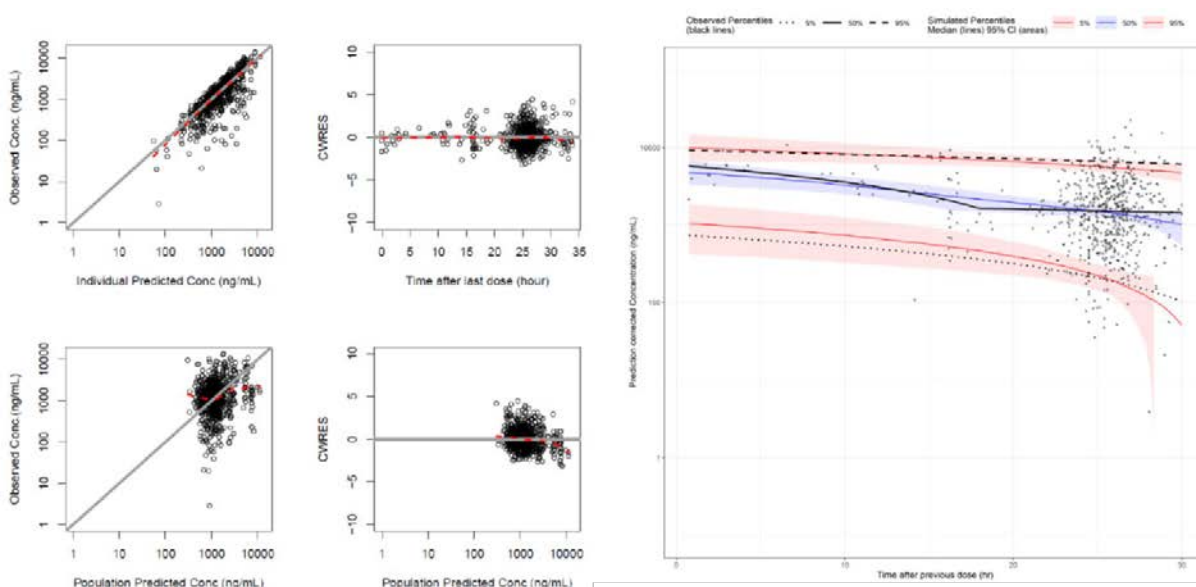 Observed Percentiles
(black lines)
5% 50% 95%
Simulated Percentiles
Median (lines) 95% CI (areas)
5% 50% 95%
Observed Conc. (ng/mL)
10000
1000
100
10
1
1 10 100 1000 10000
Individual Predicted Conc (ng/mL)
CWRES
10
5
0
−5
−10
0 5 10 15 20 25 30 35
Time after last dose (hour)
Observed Conc. (ng/mL)
10000
1000
100
10
1
1 10 100 1000 10000
Population Predicted Conc (ng/mL)
CWRES
10
5
0
−5
−10
1 10 100 1000 10000
Population Predicted Conc (ng/mL)
Prediction corrected Concentration (ng/mL)
10000
100
1
0 10 20 30
Time after previous dose (hr)